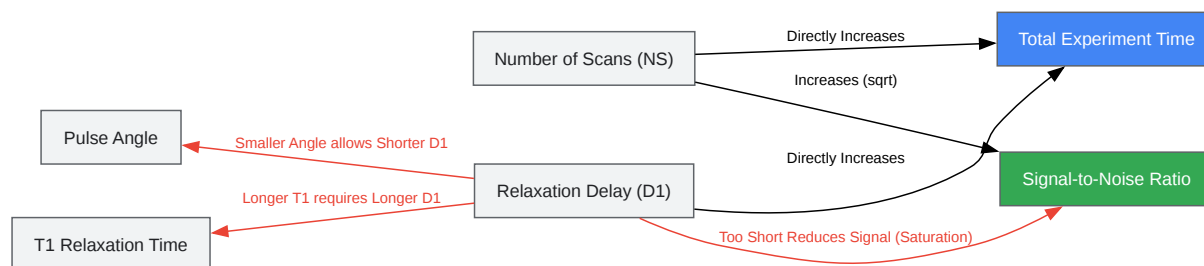 Directly Increases
Total Experiment Time
Number of Scans (NS)
Increases (sqrt)
Pulse Angle
Smaller Angle allows Shorter D1
Directly Increases
Relaxation Delay (D1)
Signal-to-Noise Ratio
Longer T1 requires Longer D1
T1 Relaxation Time
Too Short Reduces Signal (Saturation)